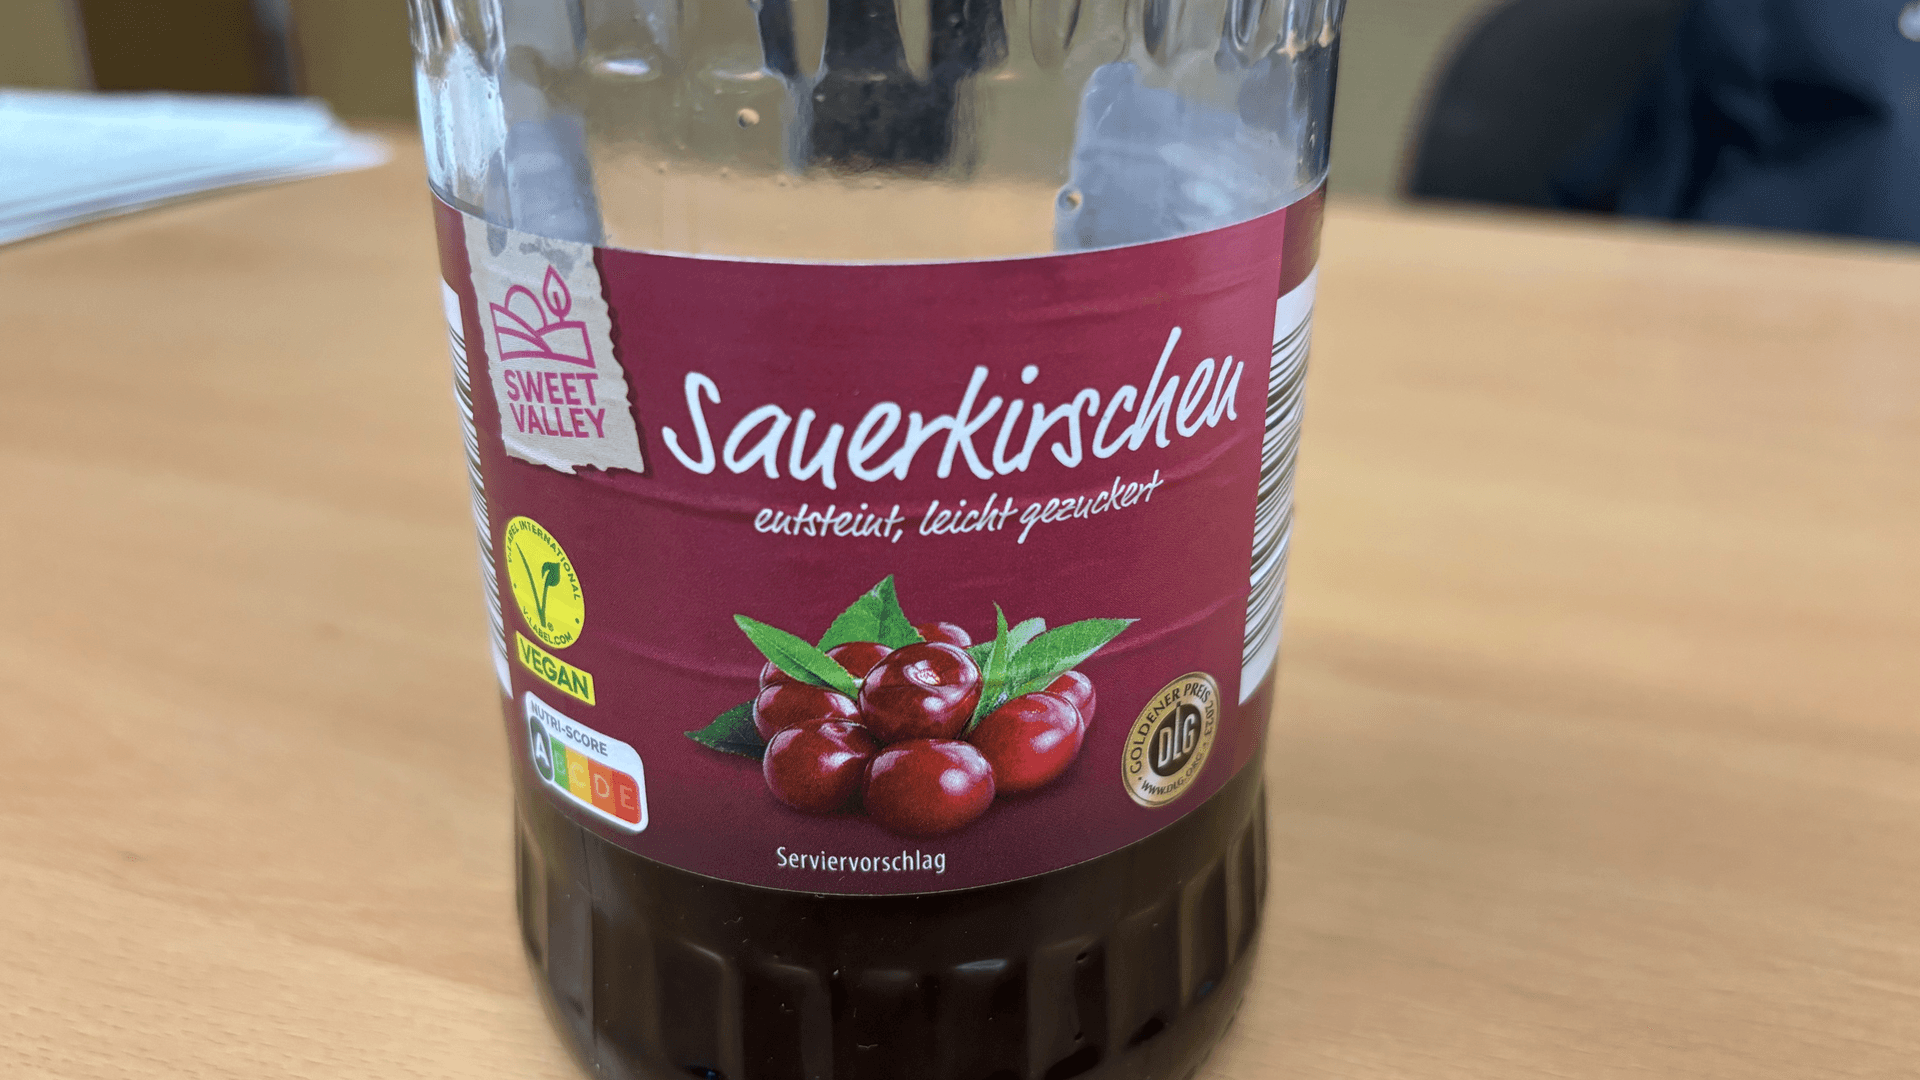 SWEET
VALLEY
Sauerkirschen
entsteint, leicht gezuckert
V-LABEL INTERNATIONAL
V-LABEL.COM
VEGAN
NUTRI-SCORE
A B C D E
GOLDENER PREIS 2023
DLG
WWW.DLG.ORG
Serviervorschlag